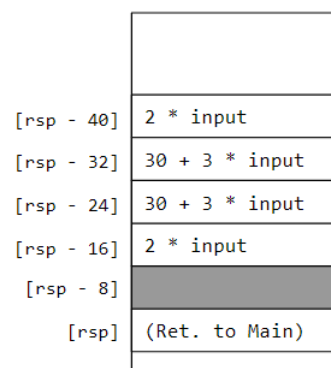 [rsp - 40] 2 * input
[rsp - 32] 30 + 3 * input
[rsp - 24] 30 + 3 * input
[rsp - 16] 2 * input
[rsp - 8]
[rsp] (Ret. to Main)